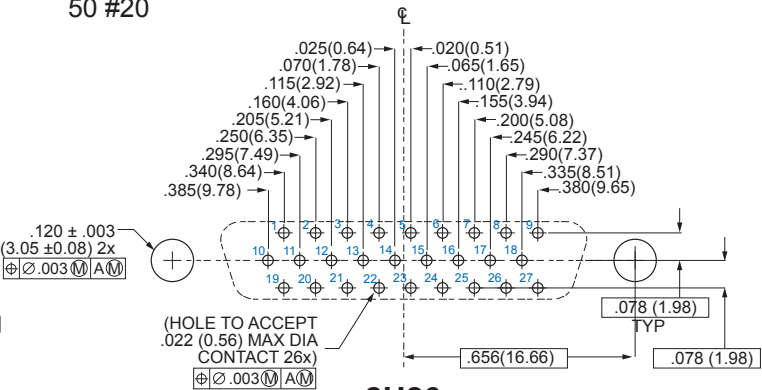 50 #20
℄
.025(0.64) .020(0.51)
.070(1.78) .065(1.65)
.115(2.92) .110(2.79)
.160(4.06) .155(3.94)
.205(5.21) .200(5.08)
.250(6.35) .245(6.22)
.295(7.49) .290(7.37)
.340(8.64) .335(8.51)
.385(9.78) .380(9.65)
1 2 3 4 5 6 7 8 9
.120 ± .003
(3.05 ±0.08) 2x
⌖ ∅.003 Ⓜ A Ⓜ
10 11 12 13 14 15 16 17 18
19 20 21 22 23 24 25 26 27
(HOLE TO ACCEPT
.022 (0.56) MAX DIA
CONTACT 26x)
⌖ ∅.003 Ⓜ A Ⓜ
.078 (1.98)
TYP
.656(16.66)
.078 (1.98)